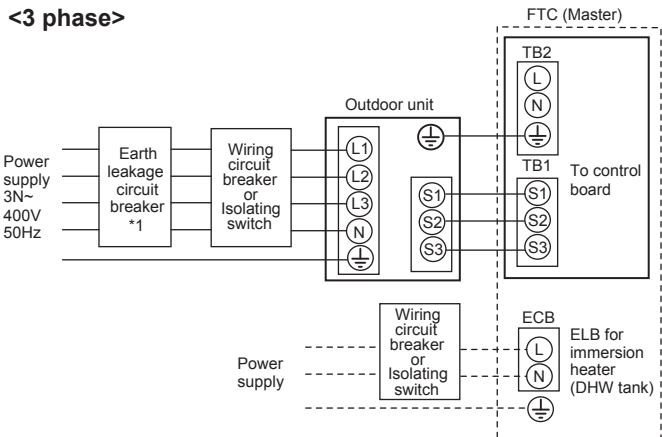 <3 phase>
FTC (Master)
TB2
L
N
Outdoor unit
Power
supply
3N~
400V
50Hz
Earth
leakage
circuit
breaker
*1
Wiring
circuit
breaker
or
Isolating
switch
L1
L2
L3
N
S1
S2
S3
TB1
S1
S2
S3
To control
board
Power
supply
Wiring
circuit
breaker
or
Isolating
switch
ECB
L
N
ELB for
immersion
heater
(DHW tank)